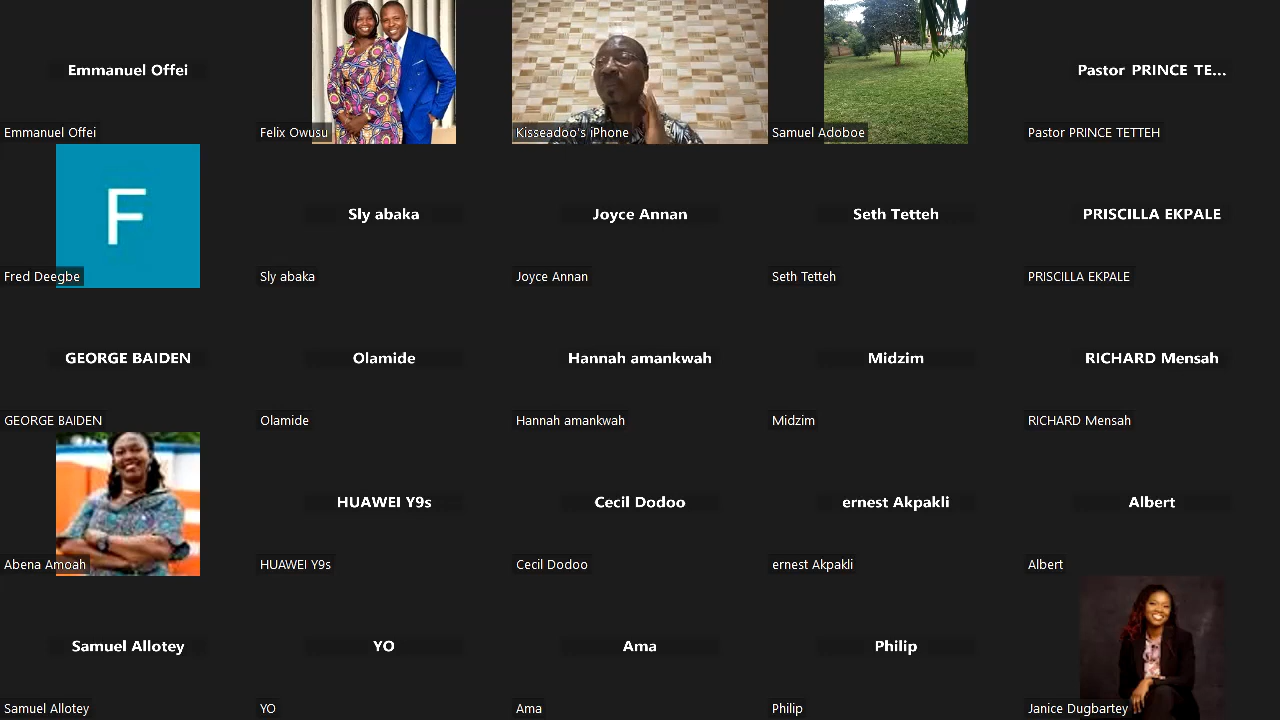 Emmanuel Offei
Pastor PRINCE TE...
Emmanuel Offei
Felix Owusu
Kisseadoo's iPhone
Samuel Adoboe
Pastor PRINCE TETTEH
F
Sly abaka
Joyce Annan
Seth Tetteh
PRISCILLA EKPALE
Fred Deegbe
Sly abaka
Joyce Annan
Seth Tetteh
PRISCILLA EKPALE
GEORGE BAIDEN
Olamide
Hannah amankwah
Midzim
RICHARD Mensah
GEORGE BAIDEN
Olamide
Hannah amankwah
Midzim
RICHARD Mensah
HUAWEI Y9s
Cecil Dodoo
ernest Akpakli
Albert
Abena Amoah
HUAWEI Y9s
Cecil Dodoo
ernest Akpakli
Albert
Samuel Allotey
YO
Ama
Philip
Samuel Allotey
YO
Ama
Philip
Janice Dugbartey